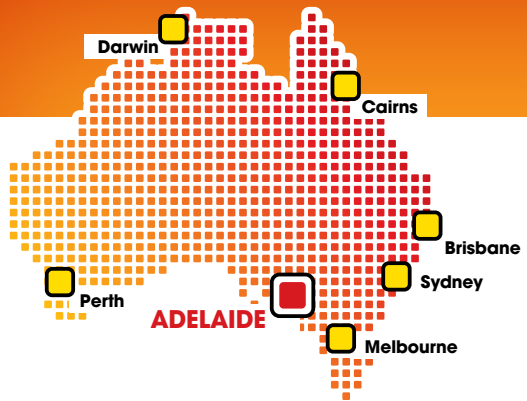 Darwin
Cairns
Brisbane
Sydney
Perth
ADELAIDE
Melbourne